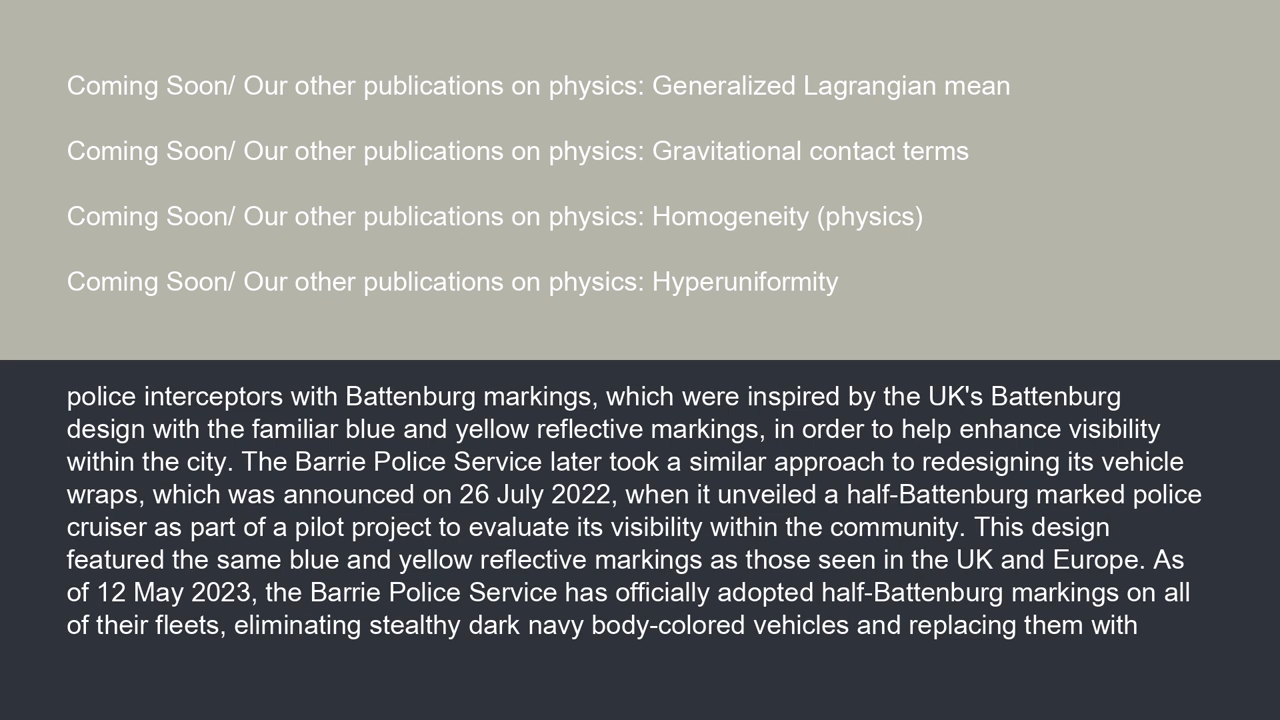 Coming Soon/ Our other publications on physics: Generalized Lagrangian mean
Coming Soon/ Our other publications on physics: Gravitational contact terms
Coming Soon/ Our other publications on physics: Homogeneity (physics)
Coming Soon/ Our other publications on physics: Hyperuniformity
police interceptors with Battenburg markings, which were inspired by the UK's Battenburg
design with the familiar blue and yellow reflective markings, in order to help enhance visibility
within the city. The Barrie Police Service later took a similar approach to redesigning its vehicle
wraps, which was announced on 26 July 2022, when it unveiled a half-Battenburg marked police
cruiser as part of a pilot project to evaluate its visibility within the community. This design
featured the same blue and yellow reflective markings as those seen in the UK and Europe. As
of 12 May 2023, the Barrie Police Service has officially adopted half-Battenburg markings on all
of their fleets, eliminating stealthy dark navy body-colored vehicles and replacing them with